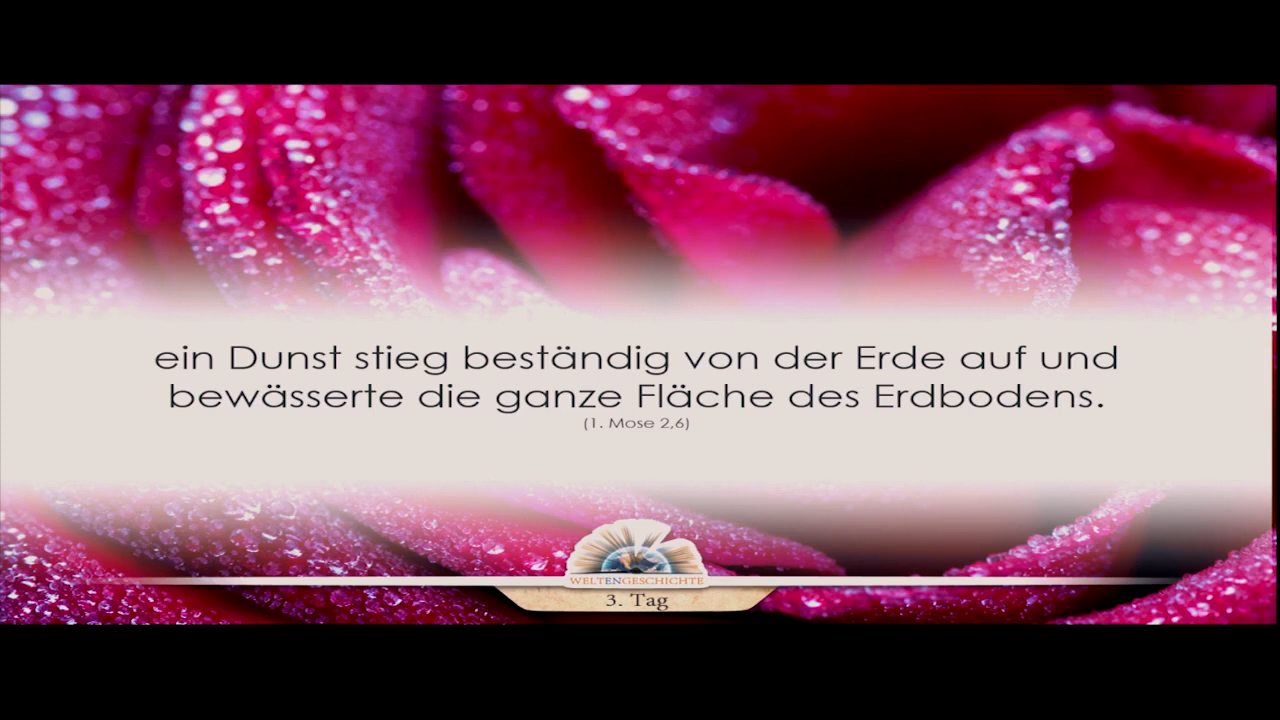 ein Dunst stieg beständig von der Erde auf und
bewässerte die ganze Fläche des Erdbodens.
(1. Mose 2,6)
WELTENGESCHICHTE
3. Tag